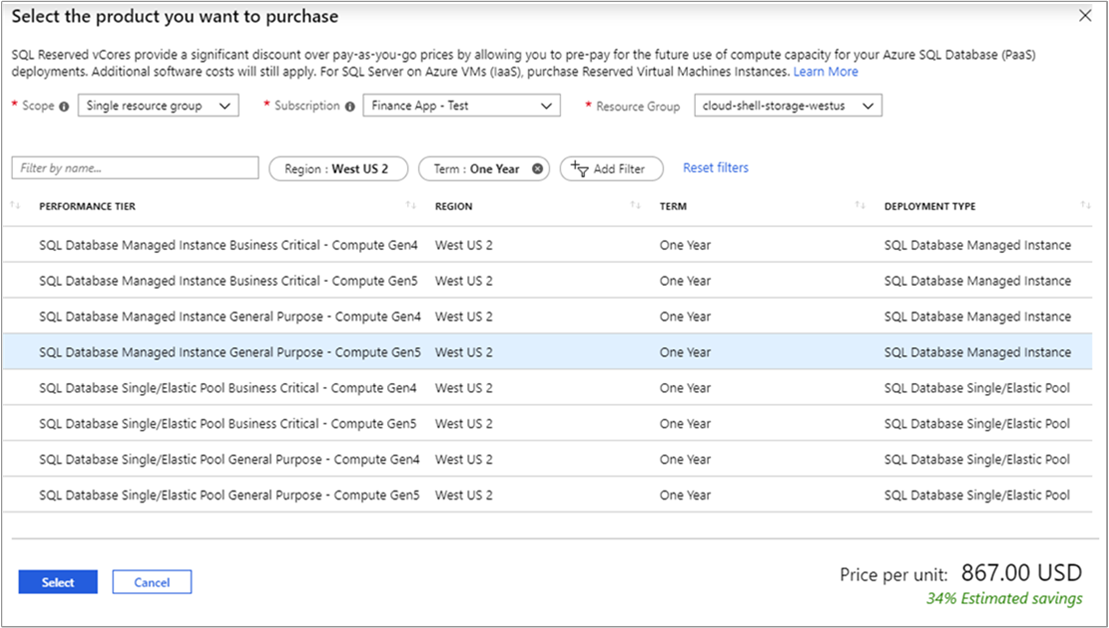 Select the product you want to purchase
SQL Reserved vCores provide a significant discount over pay-as-you-go prices by allowing you to pre-pay for the future use of compute capacity for your Azure SQL Database (PaaS)
deployments. Additional software costs will still apply. For SQL Server on Azure VMs (IaaS), purchase Reserved Virtual Machines Instances. Learn More
* Scope Single resource group * Subscription Finance App - Test * Resource Group cloud-shell-storage-westus
Filter by name... Region : West US 2 Term : One Year Add Filter Reset filters
PERFORMANCE TIER REGION TERM DEPLOYMENT TYPE
SQL Database Managed Instance Business Critical - Compute Gen4 West US 2 One Year SQL Database Managed Instance
SQL Database Managed Instance Business Critical - Compute Gen5 West US 2 One Year SQL Database Managed Instance
SQL Database Managed Instance General Purpose - Compute Gen4 West US 2 One Year SQL Database Managed Instance
SQL Database Managed Instance General Purpose - Compute Gen5 West US 2 One Year SQL Database Managed Instance
SQL Database Single/Elastic Pool Business Critical - Compute Gen4 West US 2 One Year SQL Database Single/Elastic Pool
SQL Database Single/Elastic Pool Business Critical - Compute Gen5 West US 2 One Year SQL Database Single/Elastic Pool
SQL Database Single/Elastic Pool General Purpose - Compute Gen4 West US 2 One Year SQL Database Single/Elastic Pool
SQL Database Single/Elastic Pool General Purpose - Compute Gen5 West US 2 One Year SQL Database Single/Elastic Pool
Select Cancel Price per unit: 867.00 USD
34% Estimated savings